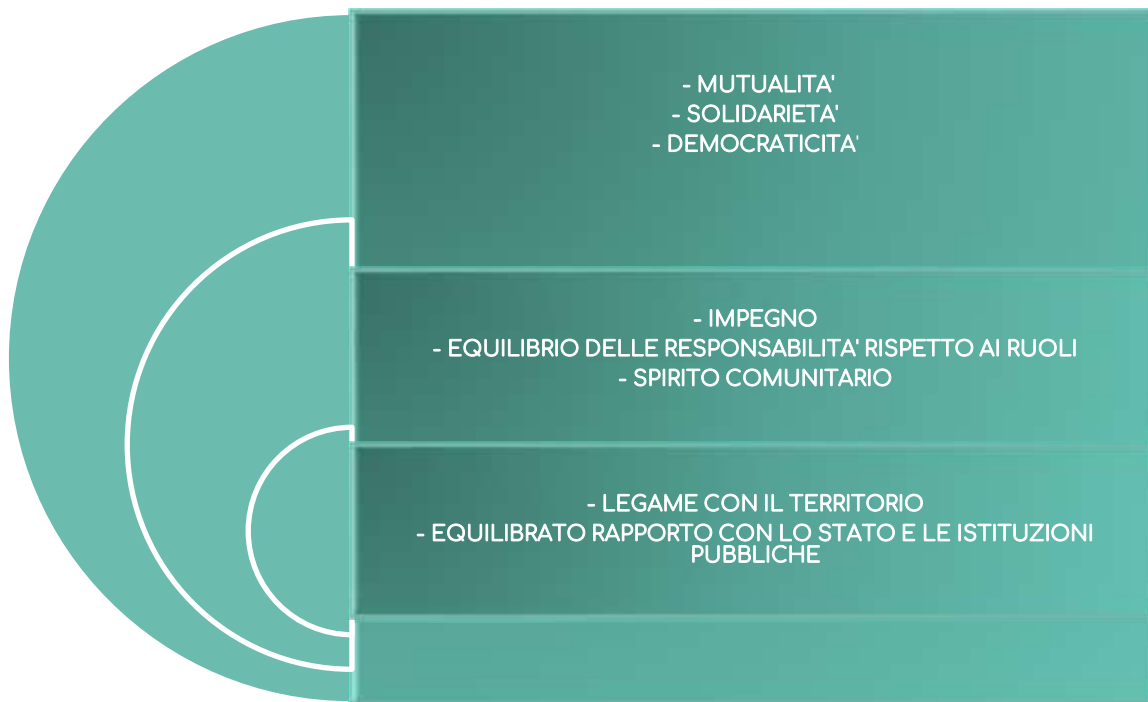 - MUTUALITA'
- SOLIDARIETA'
- DEMOCRATICITA'
- IMPEGNO
- EQUILIBRIO DELLE RESPONSABILITA' RISPETTO AI RUOLI
- SPIRITO COMUNITARIO
- LEGAME CON IL TERRITORIO
- EQUILIBRATO RAPPORTO CON LO STATO E LE ISTITUZIONI
PUBBLICHE